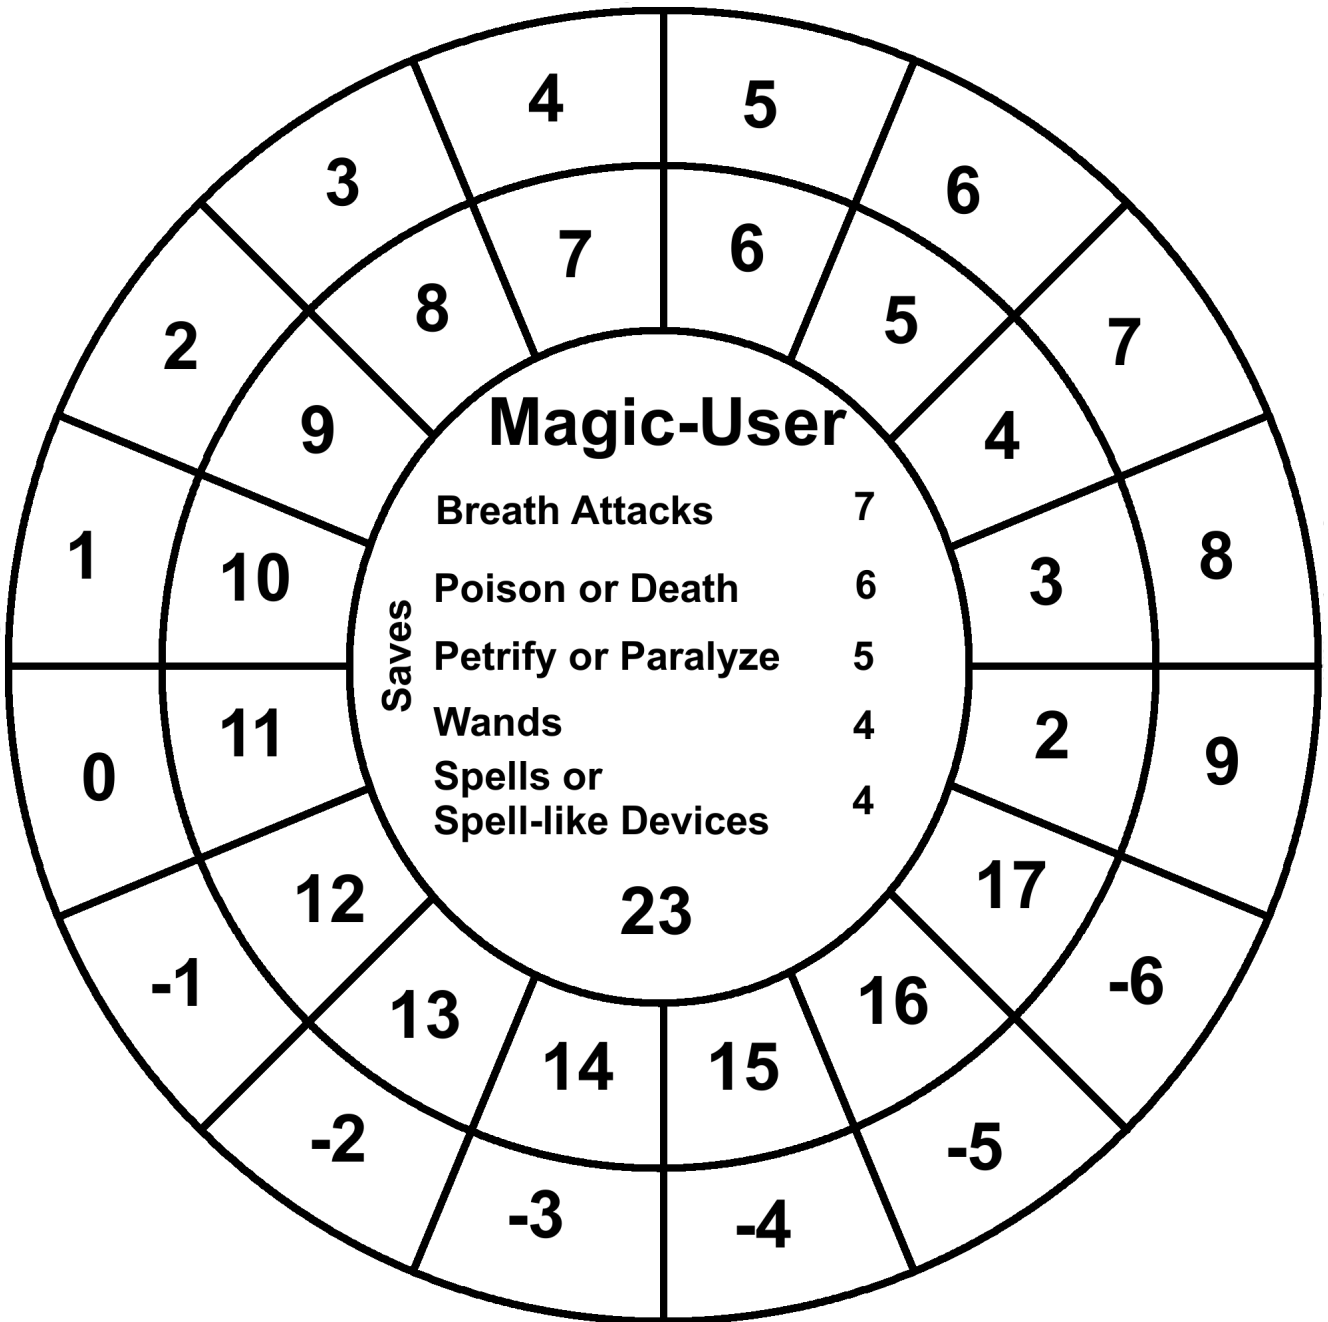 4 5
3 6
7 6
2 8 5 7
9 4
Magic-User
Breath Attacks 7
1 10 3 8
Poison or Death 6
Saves
Petrify or Paralyze 5
Wands 4
0 11 2 9
Spells or
Spell-like Devices 4
12 17
23
-1 13 16 -6
14 15
-2 -5
-3 -4